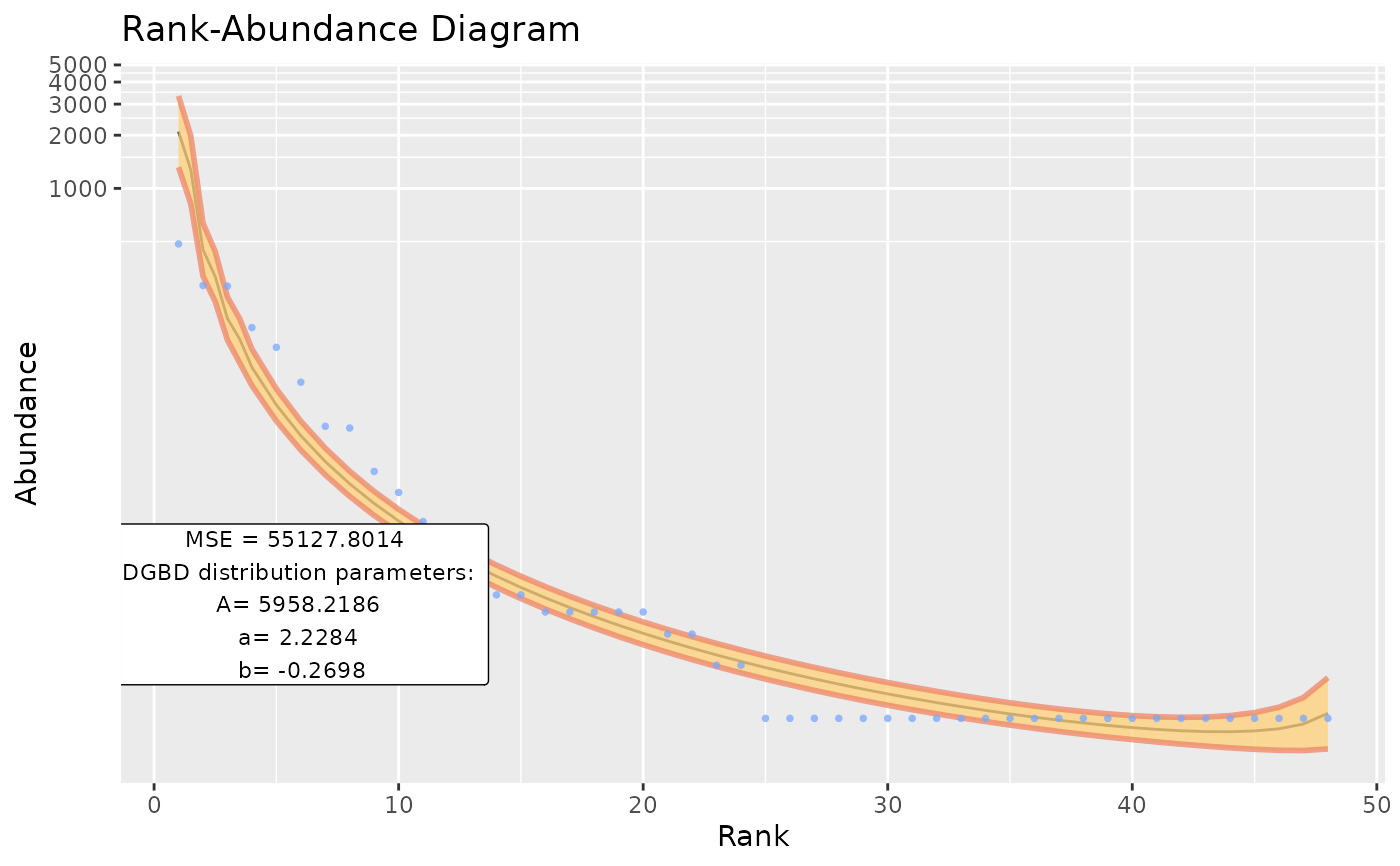 Rank-Abundance Diagram
5000
4000
3000
2000
1000
Abundance
MSE = 55127.8014
DGBD distribution parameters:
A= 5958.2186
a= 2.2284
b= -0.2698
0 10 20 30 40 50
Rank